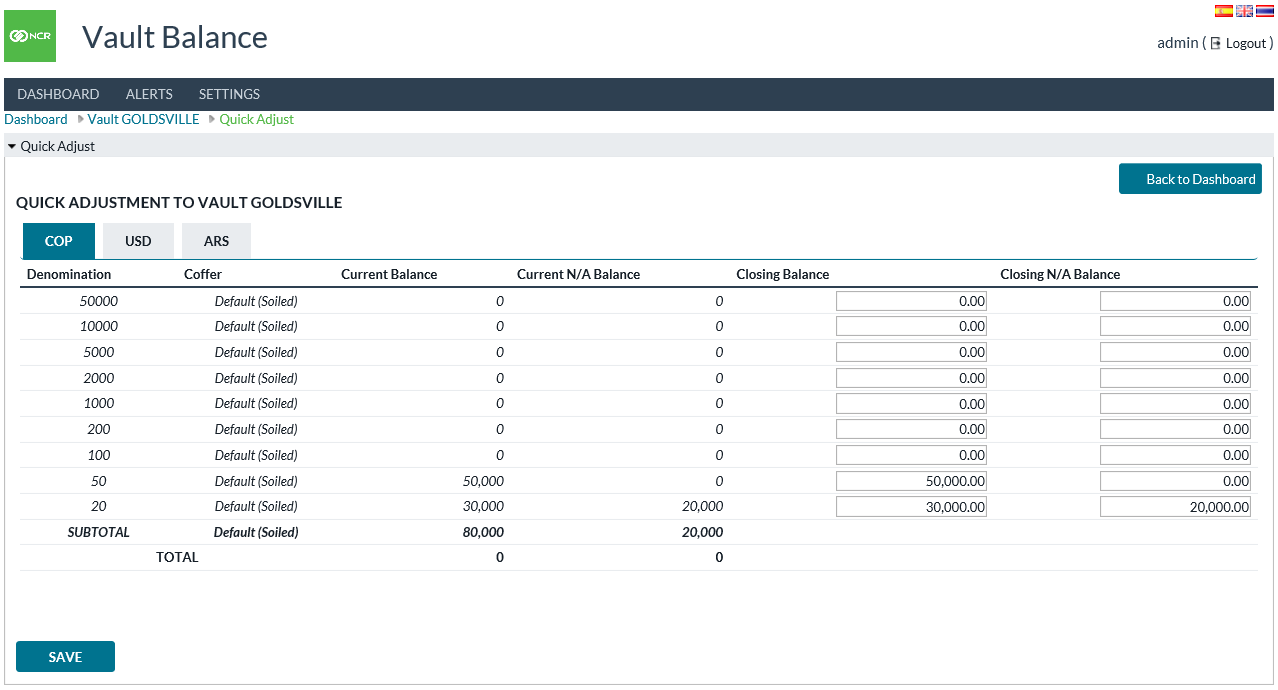 NCR
Vault Balance
admin ( Logout )
DASHBOARD ALERTS SETTINGS
Dashboard Vault GOLDSVILLE Quick Adjust
Quick Adjust
Back to Dashboard
QUICK ADJUSTMENT TO VAULT GOLDSVILLE
COP USD ARS
Denomination Coffer Current Balance Current N/A Balance Closing Balance Closing N/A Balance
50000 Default (Soiled) 0 0 0.00 0.00
10000 Default (Soiled) 0 0 0.00 0.00
5000 Default (Soiled) 0 0 0.00 0.00
2000 Default (Soiled) 0 0 0.00 0.00
1000 Default (Soiled) 0 0 0.00 0.00
200 Default (Soiled) 0 0 0.00 0.00
100 Default (Soiled) 0 0 0.00 0.00
50 Default (Soiled) 50,000 0 50,000.00 0.00
20 Default (Soiled) 30,000 20,000 30,000.00 20,000.00
SUBTOTAL Default (Soiled) 80,000 20,000
TOTAL 0 0
SAVE